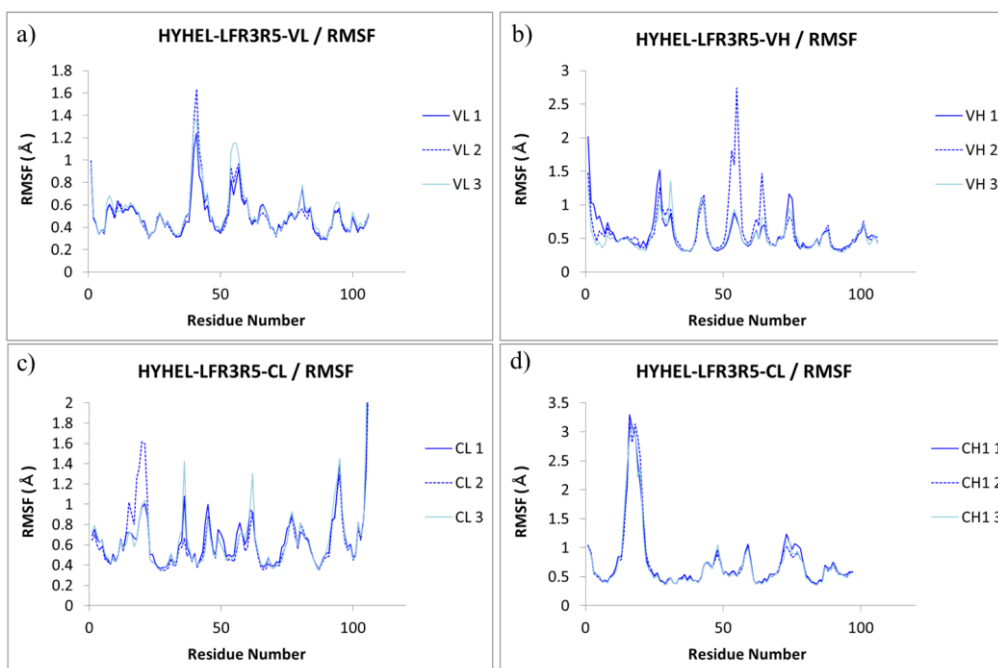 a)
HYHEL-LFR3R5-VL / RMSF
1.8
1.6
1.4
1.2
1
0.8
0.6
0.4
0.2
0
RMSF (Å)
0 50 100
Residue Number
VL 1
VL 2
VL 3
b)
HYHEL-LFR3R5-VH / RMSF
3
2.5
2
1.5
1
0.5
0
RMSF (Å)
0 50 100
Residue Number
VH 1
VH 2
VH 3
c)
HYHEL-LFR3R5-CL / RMSF
2
1.8
1.6
1.4
1.2
1
0.8
0.6
0.4
0.2
0
RMSF (Å)
0 50 100
Residue Number
CL 1
CL 2
CL 3
d)
HYHEL-LFR3R5-CL / RMSF
3.5
3
2.5
2
1.5
1
0.5
0
RMSF (Å)
0 50 100
Residue Number
CH1 1
CH1 2
CH1 3